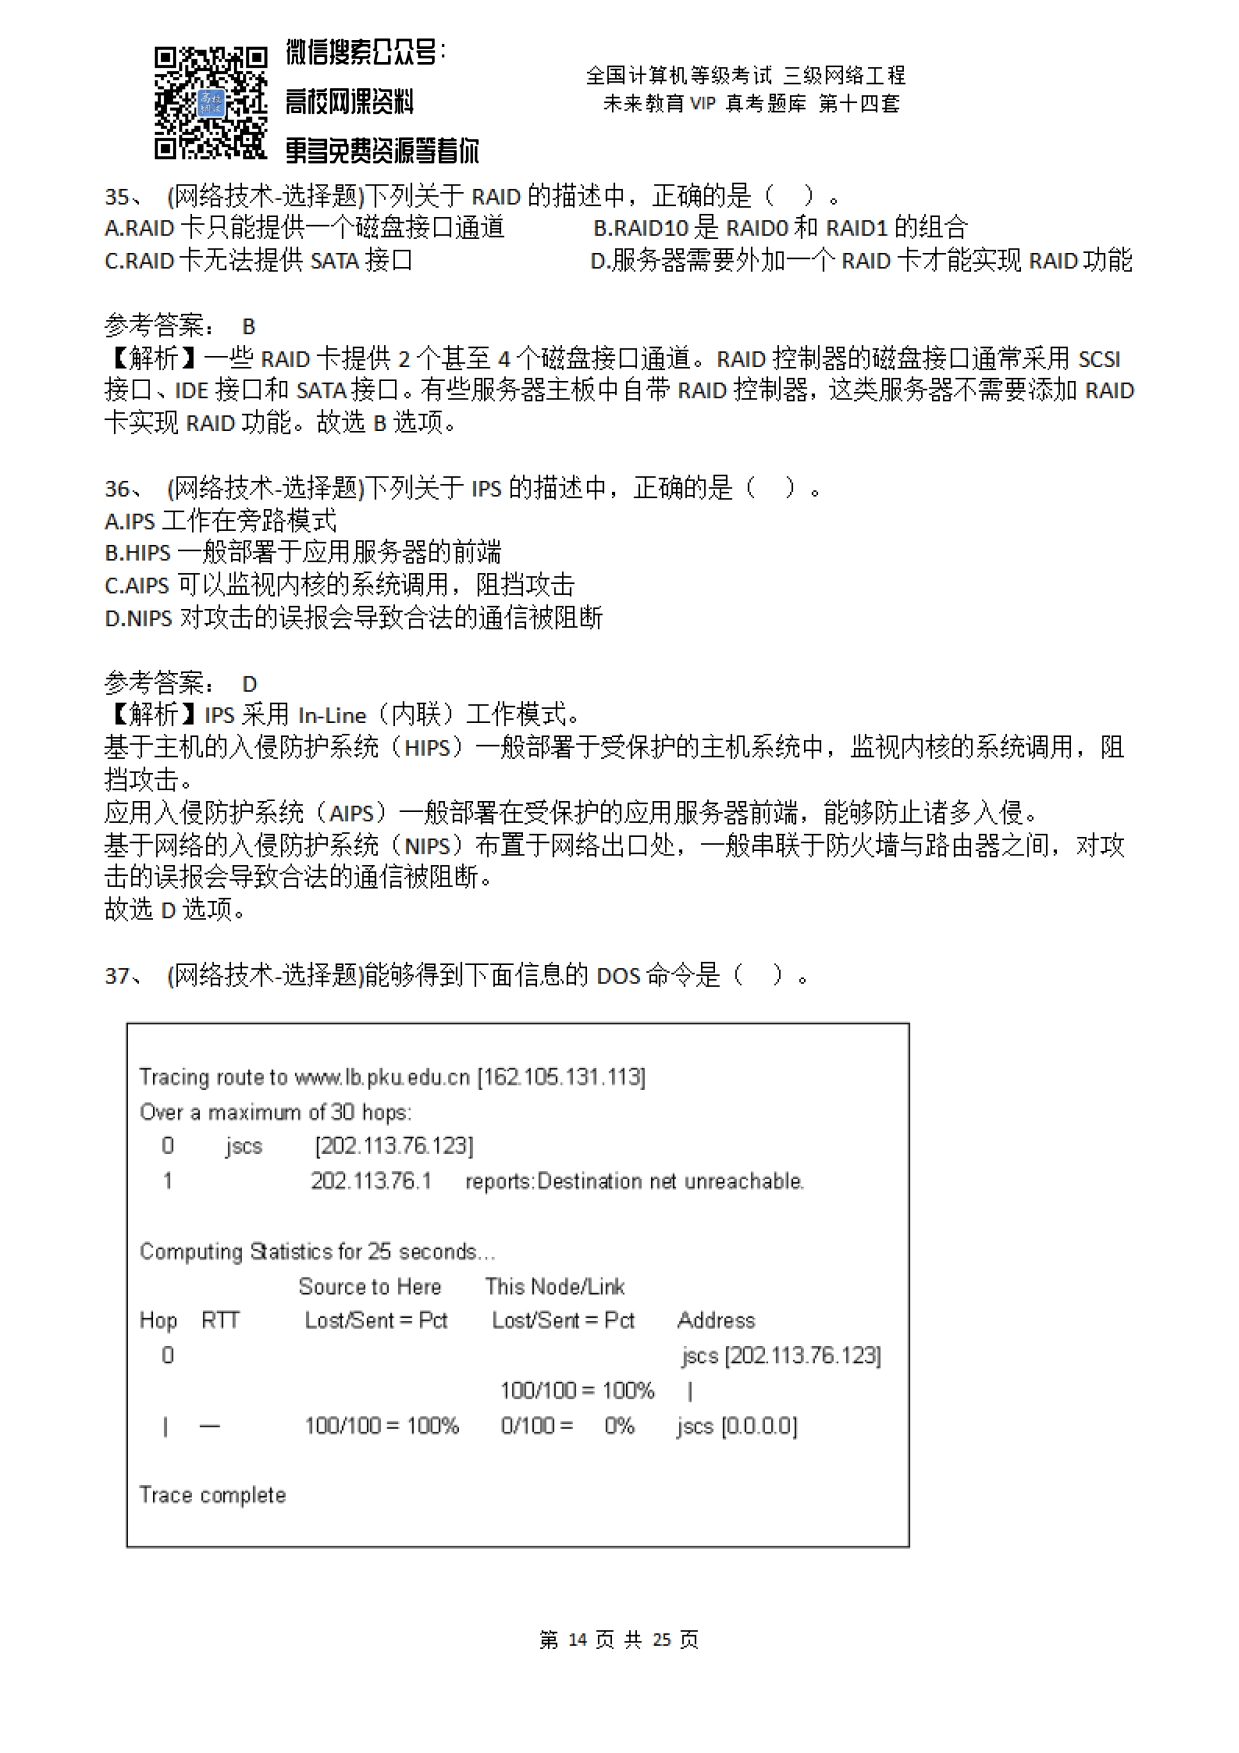 微信搜索公众号：
高校网课资料
更多免费资源等着你
全国计算机等级考试 三级网络工程
未来教育 VIP 真考题库 第十四套
35、 (网络技术-选择题)下列关于 RAID 的描述中，正确的是（ ）。
A.RAID 卡只能提供一个磁盘接口通道 B.RAID10 是 RAID0 和 RAID1 的组合
C.RAID 卡无法提供 SATA 接口 D.服务器需要外加一个 RAID 卡才能实现 RAID 功能
参考答案： B
【解析】一些 RAID 卡提供 2 个甚至 4 个磁盘接口通道。RAID 控制器的磁盘接口通常采用 SCSI
接口、IDE 接口和 SATA 接口。有些服务器主板中自带 RAID 控制器，这类服务器不需要添加 RAID
卡实现 RAID 功能。故选 B 选项。
36、 (网络技术-选择题)下列关于 IPS 的描述中，正确的是（ ）。
A.IPS 工作在旁路模式
B.HIPS 一般部署于应用服务器的前端
C.AIPS 可以监视内核的系统调用，阻挡攻击
D.NIPS 对攻击的误报会导致合法的通信被阻断
参考答案： D
【解析】IPS 采用 In-Line（内联）工作模式。
基于主机的入侵防护系统（HIPS）一般部署于受保护的主机系统中，监视内核的系统调用，阻
挡攻击。
应用入侵防护系统（AIPS）一般部署在受保护的应用服务器前端，能够防止诸多入侵。
基于网络的入侵防护系统（NIPS）布置于网络出口处，一般串联于防火墙与路由器之间，对攻
击的误报会导致合法的通信被阻断。
故选 D 选项。
37、 (网络技术-选择题)能够得到下面信息的 DOS 命令是（ ）。
Tracing route to www.lb.pku.edu.cn [162.105.131.113]
Over a maximum of 30 hops:
0 jscs [202.113.76.123]
1 202.113.76.1 reports:Destination net unreachable.
Computing Statistics for 25 seconds...
Source to Here This Node/Link
Hop RTT Lost/Sent = Pct Lost/Sent = Pct Address
0 jscs [202.113.76.123]
100/100 = 100% |
| — 100/100 = 100% 0/100 = 0% jscs [0.0.0.0]
Trace complete
第 14 页 共 25 页